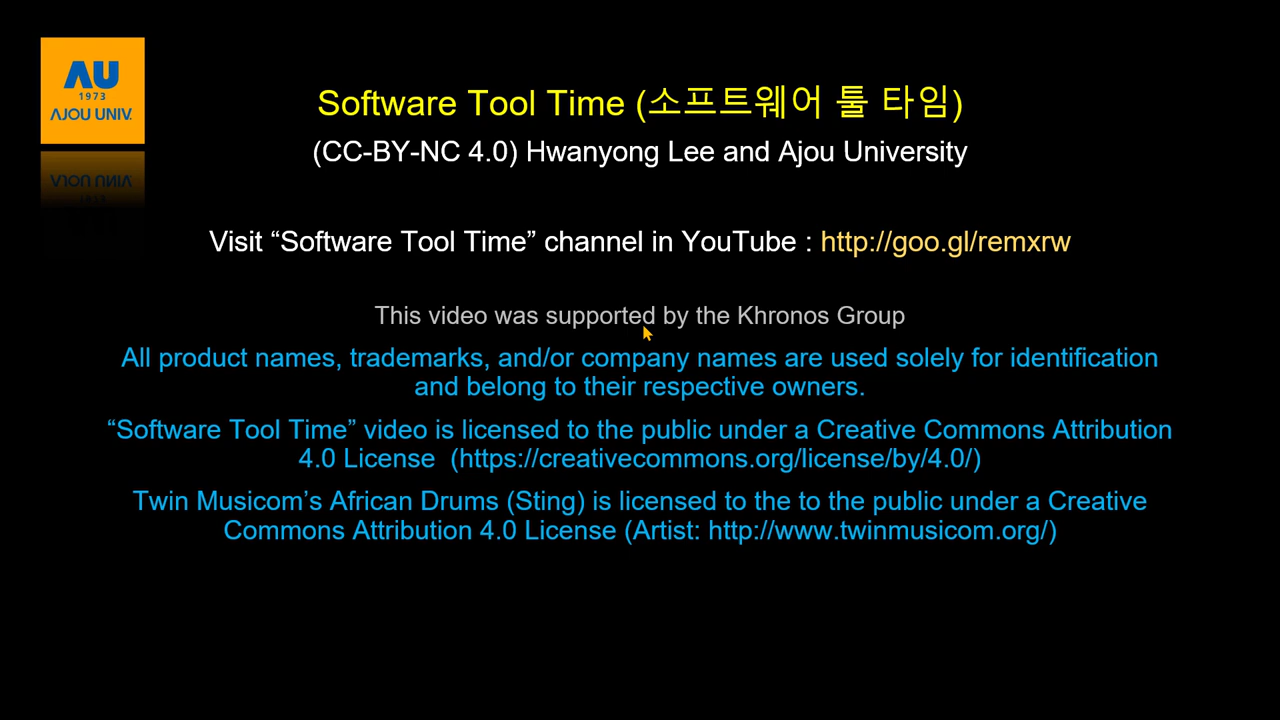 AU
1973
AJOU UNIV.
Software Tool Time (소프트웨어 툴 타임)
(CC-BY-NC 4.0) Hwanyong Lee and Ajou University
Visit “Software Tool Time” channel in YouTube : http://goo.gl/remxrw
This video was supported by the Khronos Group
All product names, trademarks, and/or company names are used solely for identification
and belong to their respective owners.
“Software Tool Time” video is licensed to the public under a Creative Commons Attribution
4.0 License  (https://creativecommons.org/license/by/4.0/)
Twin Musicom’s African Drums (Sting) is licensed to the to the public under a Creative
Commons Attribution 4.0 License (Artist: http://www.twinmusicom.org/)